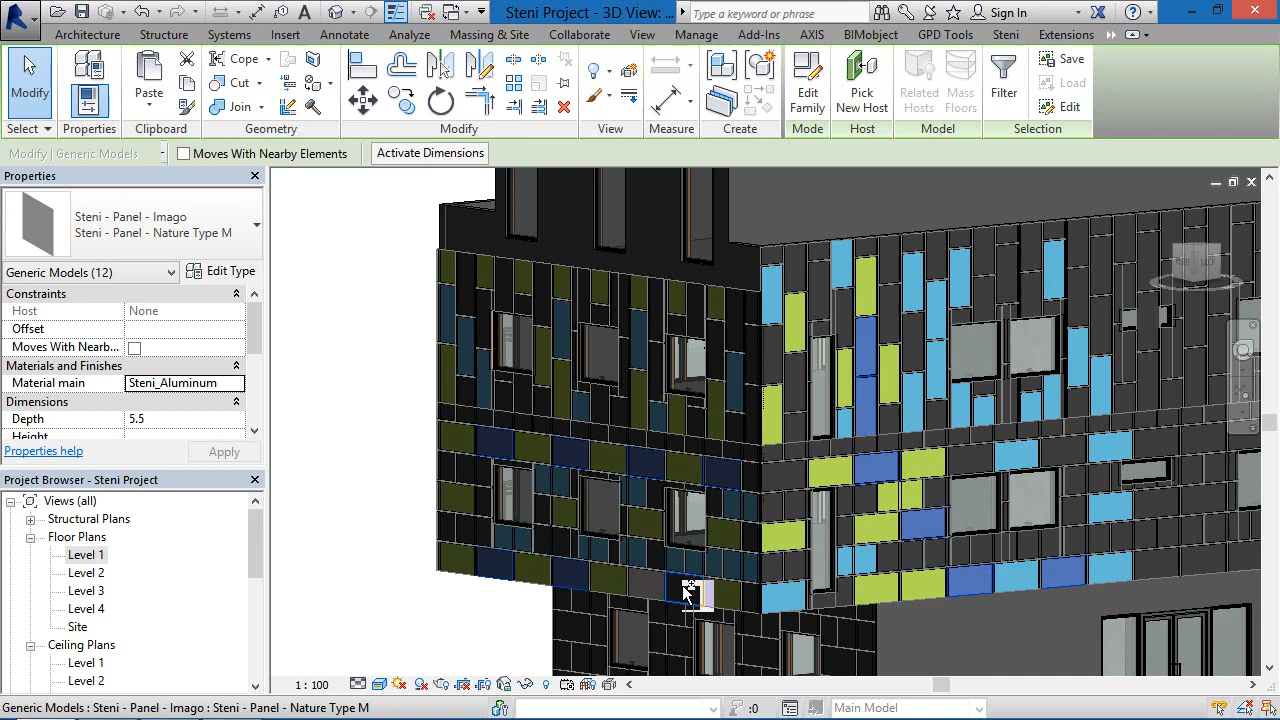 Steni Project - 3D View: ...
Type a keyword or phrase
Sign In
Architecture Structure Systems Insert Annotate Analyze Massing & Site Collaborate View Manage Add-Ins AXIS BIMobject GPD Tools Steni Extensions
Modify
Paste
Cope
Cut
Join
Edit Family
Pick New Host
Related Hosts
Mass Floors
Filter
Save
Load
Edit
Select Properties Clipboard Geometry Modify View Measure Create Mode Host Model Selection
Modify | Generic Models
Moves With Nearby Elements
Activate Dimensions
Properties
Steni - Panel - Imago
Steni - Panel - Nature Type M
Generic Models (12)
Edit Type
Constraints
Host None
Offset
Moves With Nearb...
Materials and Finishes
Material main Steni_Aluminum
Dimensions
Depth 5.5
Height
Properties help
Apply
Project Browser - Steni Project
Views (all)
Structural Plans
Floor Plans
Level 1
Level 2
Level 3
Level 4
Site
Ceiling Plans
Level 1
Level 2
1 : 100
Generic Models : Steni - Panel - Imago : Steni - Panel - Nature Type M
:0
Main Model